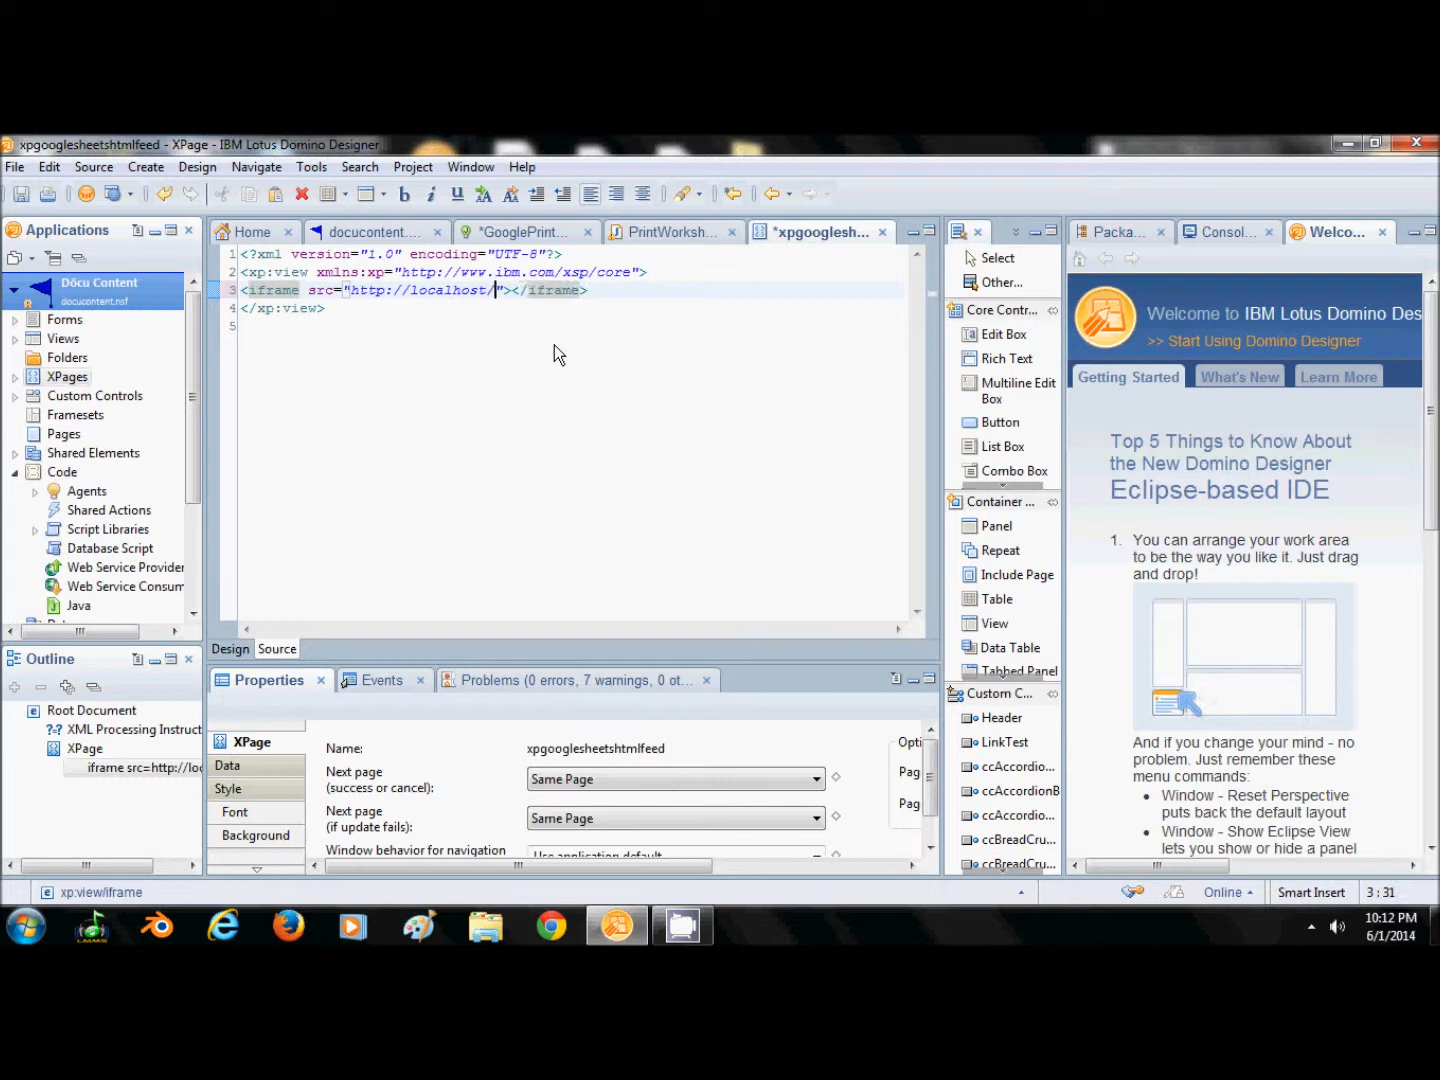 xpgooglesheetshtmlfeed - XPage - IBM Lotus Domino Designer
File Edit Source Create Design Navigate Tools Search Project Window Help
Applications
Home
docucontent....
*GooglePrint...
PrintWorksh...
*xpgooglesh...
Packa...
Consol...
Welco...
Dōcu Content
docucontent.nsf
Forms
Views
Folders
XPages
Custom Controls
Framesets
Pages
Shared Elements
Code
Agents
Shared Actions
Script Libraries
Database Script
Web Service Provider
Web Service Consum
Java
1 <?xml version="1.0" encoding="UTF-8"?>
2 <xp:view xmlns:xp="http://www.ibm.com/xsp/core">
3 <iframe src="http://localhost/"></iframe>
4 </xp:view>
5
Design Source
Select
Other...
Core Contr...
Edit Box
Rich Text
Multiline Edit
Box
Button
List Box
Combo Box
Container ...
Panel
Repeat
Include Page
Table
View
Data Table
Tabbed Panel
Custom C...
Header
LinkTest
ccAccordio...
ccAccordionB
ccAccordio...
ccBreadCru...
ccBreadCru...
Welcome to IBM Lotus Domino Des
>> Start Using Domino Designer
Getting Started What's New Learn More
Top 5 Things to Know About
the New Domino Designer
Eclipse-based IDE
1. You can arrange your work area
to be the way you like it. Just drag
and drop!
And if you change your mind - no
problem. Just remember these
menu commands:
• Window - Reset Perspective
puts back the default layout
• Window - Show Eclipse View
lets you show or hide a panel
Outline
Root Document
XML Processing Instruct
XPage
iframe src=http://loc
Properties
Events
Problems (0 errors, 7 warnings, 0 ot...
XPage
Data
Style
Font
Background
Name: xpgooglesheetshtmlfeed
Next page
(success or cancel):
Same Page
Next page
(if update fails):
Same Page
Window behavior for navigation
Use application default
Opti
Pag
Pag
xp:view/iframe
Online
Smart Insert
3 : 31
LMMS
10:12 PM
6/1/2014